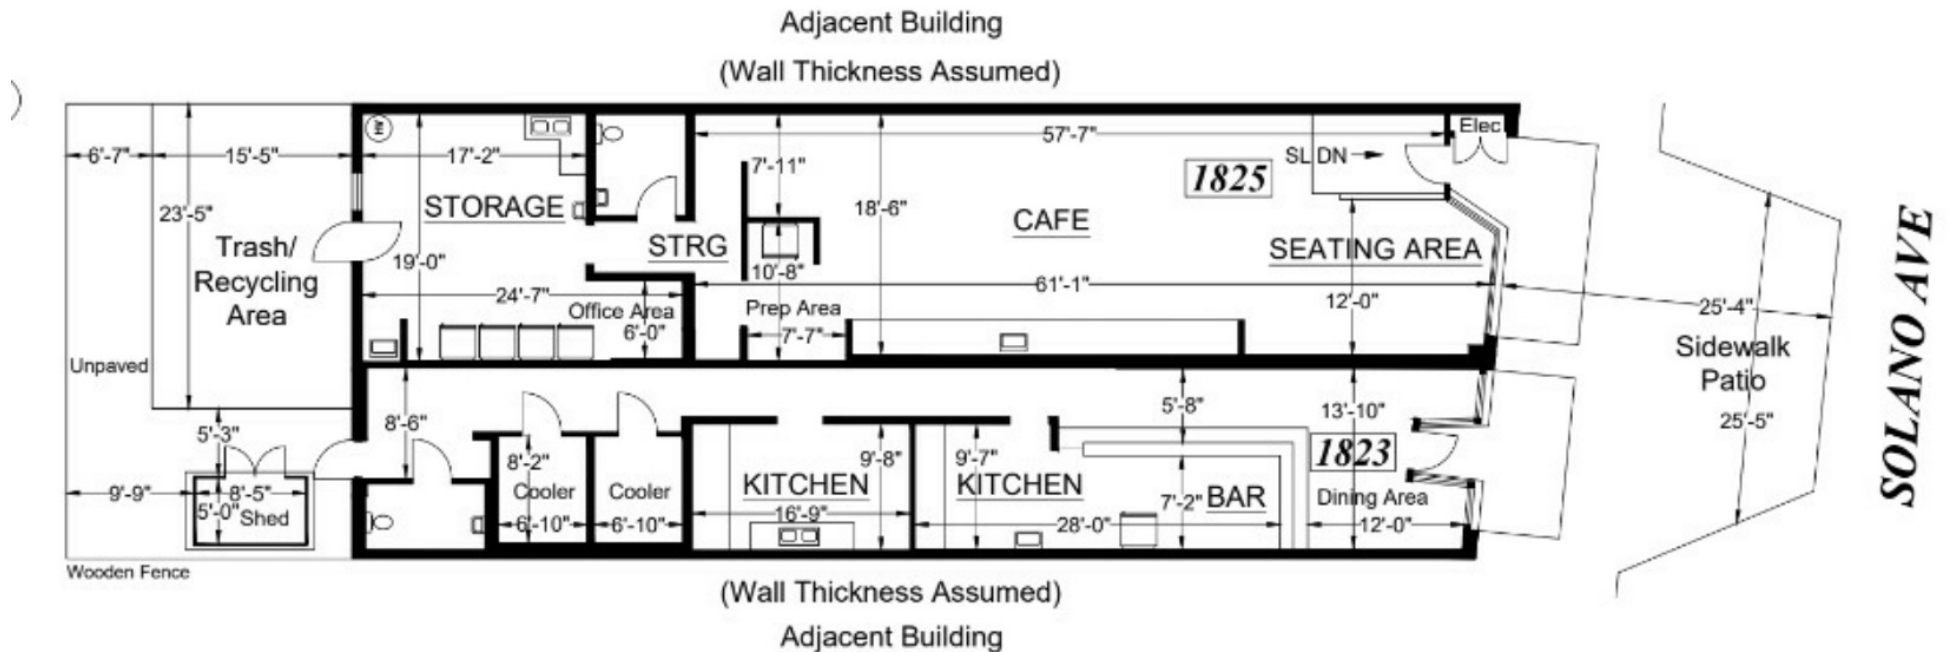 Adjacent Building
(Wall Thickness Assumed)
6'-7"
15'-5"
17'-2"
57'-7"
Elec
7'-11"
SL DN
1825
23'-5"
STORAGE
18'-6"
CAFE
Trash/
Recycling
Area
STRG
SEATING AREA
19'-0"
10'-8"
61'-1"
24'-7"
Office Area
6'-0"
Prep Area
7'-7"
12'-0"
25'-4"
Sidewalk
Patio
25'-5"
SOLANO AVE
Unpaved
5'-3"
8'-6"
5'-8"
13'-10"
1823
9'-9"
8'-5"
5'-0"
Shed
8'-2"
Cooler
6'-10"
Cooler
6'-10"
KITCHEN
9'-8"
16'-9"
9'-7"
KITCHEN
28'-0"
7'-2"
BAR
Dining Area
12'-0"
Wooden Fence
(Wall Thickness Assumed)
Adjacent Building